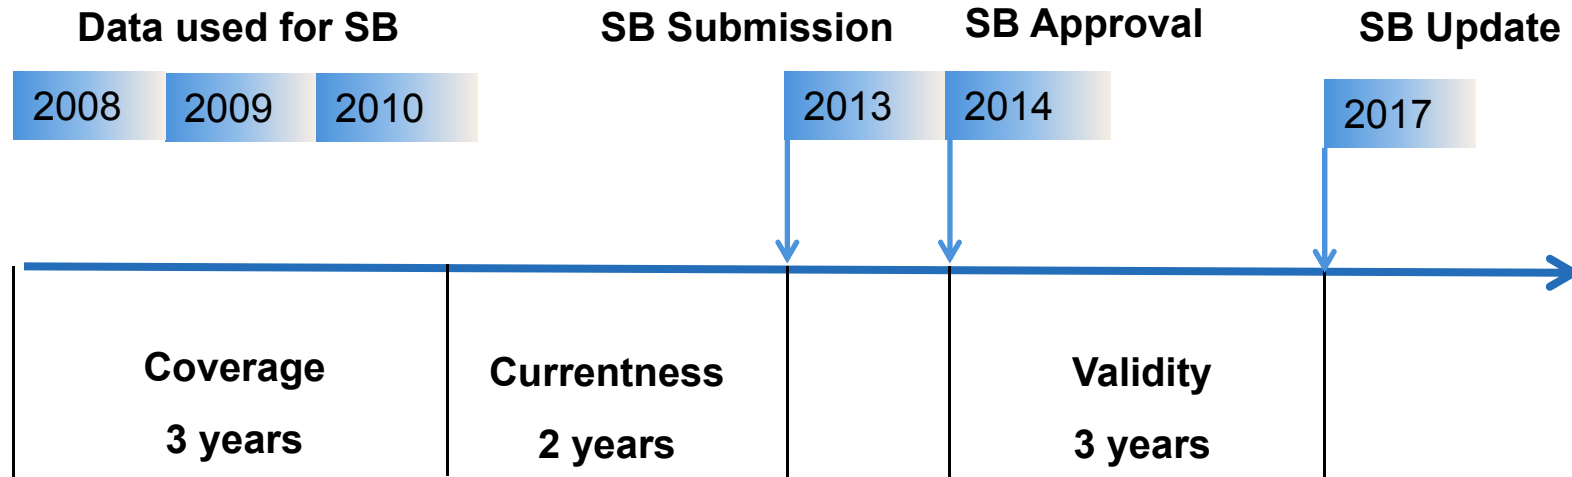 Data used for SB
SB Submission
SB Approval
SB Update
2008
2009
2010
2013
2014
2017
Coverage
3 years
Currentness
2 years
Validity
3 years